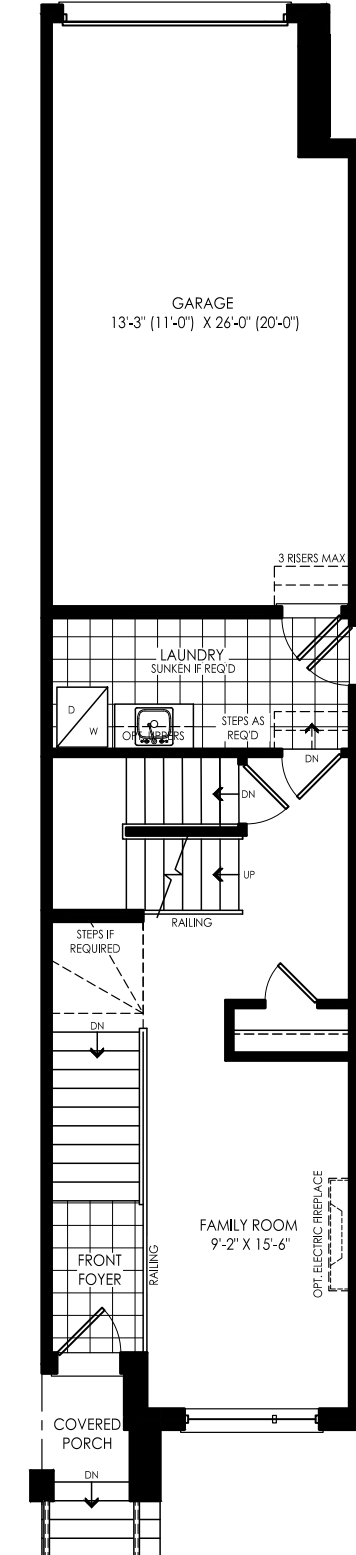 GARAGE
13'-3" (11'-0") X 26'-0" (20'-0")
3 RISERS MAX
LAUNDRY
SUNKEN IF REQ'D
D
W
OPT. UPPERS
STEPS AS
REQ'D
DN
DN
UP
RAILING
STEPS IF
REQUIRED
DN
OPT. ELECTRIC FIREPLACE
FAMILY ROOM
9'-2" X 15'-6"
RAILING
FRONT
FOYER
COVERED
PORCH
DN